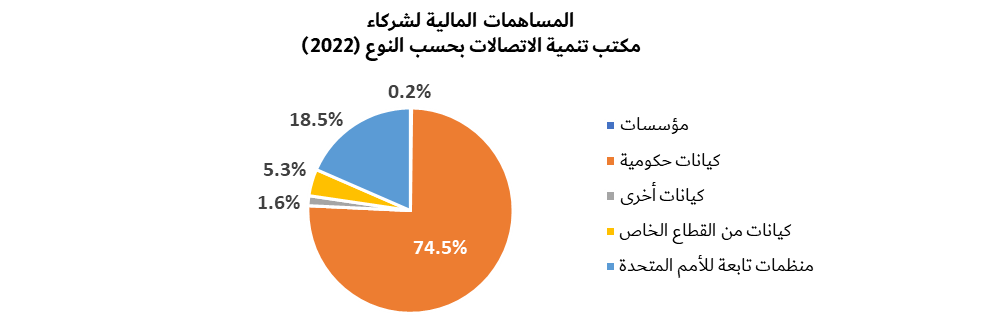 المساهمات المالية لشركاء
مكتب تنمية الاتصالات بحسب النوع (2022)
0.2%
18.5%
5.3%
1.6%
74.5%
مؤسسات
كيانات حكومية
كيانات أخرى
كيانات من القطاع الخاص
منظمات تابعة للأمم المتحدة